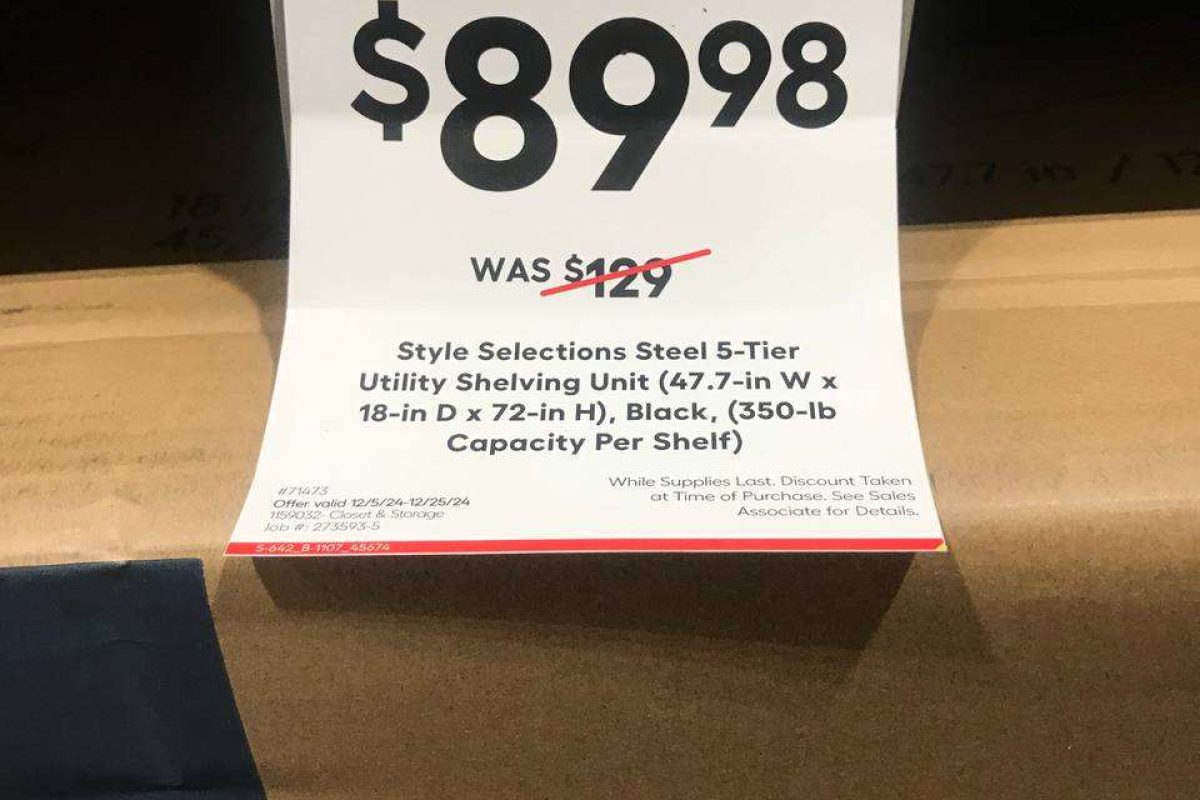 $89 98
WAS $129
Style Selections Steel 5-Tier
Utility Shelving Unit (47.7-in W x
18-in D x 72-in H), Black, (350-lb
Capacity Per Shelf)
#71473
Offer valid 12/5/24-12/25/24
1159032- Closet & Storage
Job #: 273593-5
While Supplies Last. Discount Taken
at Time of Purchase. See Sales
Associate for Details.
S-642_B-1107_45674